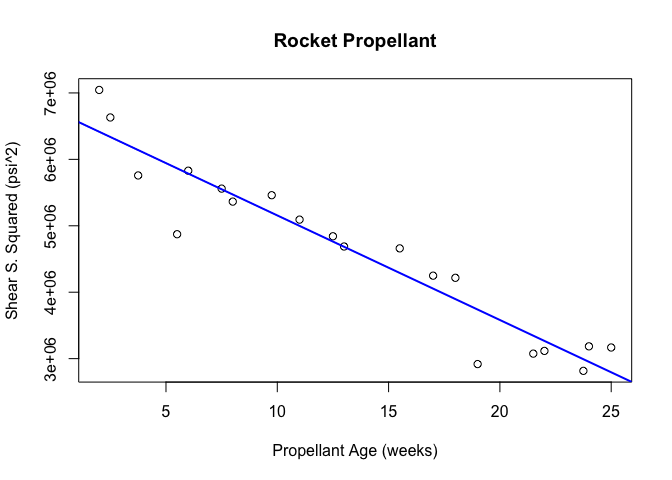 Rocket Propellant
Shear S. Squared (psi^2)
7e+06
6e+06
5e+06
4e+06
3e+06
5 10 15 20 25
Propellant Age (weeks)